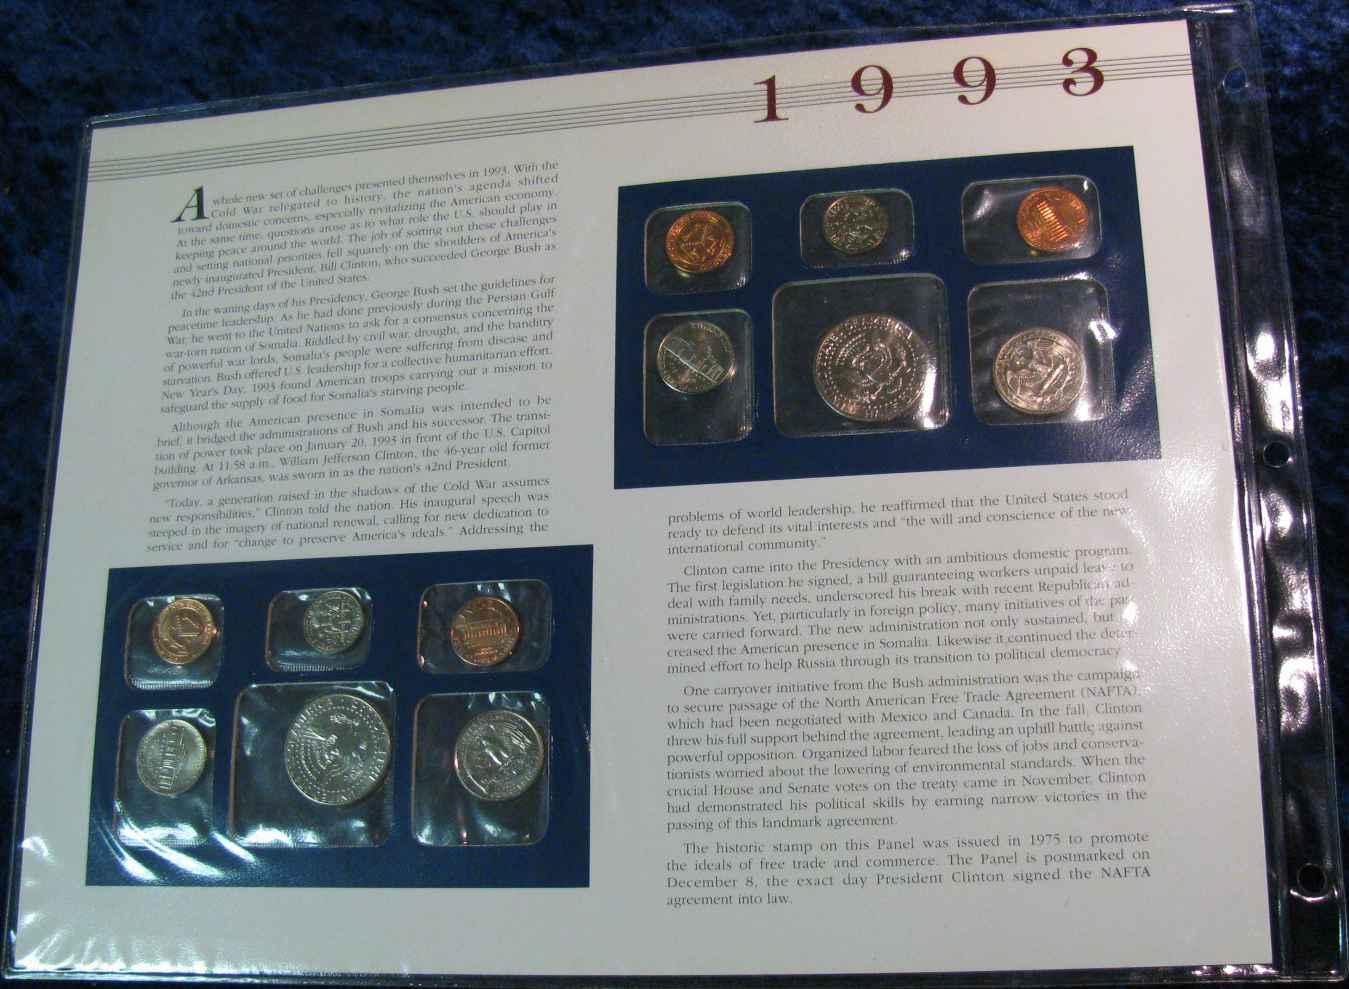 1 9 9 3
A whole new set of challenges presented themselves in 1993. With the
Cold War relegated to history, the nation's agenda shifted
toward domestic concerns, especially revitalizing the American economy.
At the same time, questions arose as to what role the U.S. should play in
keeping peace around the world. The job of sorting out these challenges
and setting national priorities fell squarely on the shoulders of America's
newly inaugurated President, Bill Clinton, who succeeded George Bush as
the 42nd President of the United States.
In the waning days of his Presidency, George Bush set the guidelines for
peacetime leadership. As he had done previously during the Persian Gulf
War, he went to the United Nations to ask for a consensus concerning the
war-torn nation of Somalia. Riddled by civil war, drought, and the banditry
of powerful war lords, Somalia's people were suffering from disease and
starvation. Bush offered U.S. leadership for a collective humanitarian effort.
New Year's Day, 1993 found American troops carrying out a mission to
safeguard the supply of food for Somalia's starving people.
Although the American presence in Somalia was intended to be
brief, it bridged the administrations of Bush and his successor. The transi-
tion of power took place on January 20, 1993 in front of the U.S. Capitol
building. At 11:58 a.m., William Jefferson Clinton, the 46-year old former
governor of Arkansas, was sworn in as the nation's 42nd President.
"Today, a generation raised in the shadows of the Cold War assumes
new responsibilities," Clinton told the nation. His inaugural speech was
steeped in the imagery of national renewal, calling for new dedication to
service and for "change to preserve America's ideals." Addressing the
problems of world leadership, he reaffirmed that the United States stood
ready to defend its vital interests and "the will and conscience of the new
international community."
Clinton came into the Presidency with an ambitious domestic program.
The first legislation he signed, a bill guaranteeing workers unpaid leave to
deal with family needs, underscored his break with recent Republican ad-
ministrations. Yet, particularly in foreign policy, many initiatives of the past
were carried forward. The new administration not only sustained, but
creased the American presence in Somalia. Likewise it continued the deter-
mined effort to help Russia through its transition to political democracy.
One carryover initiative from the Bush administration was the campaign
to secure passage of the North American Free Trade Agreement (NAFTA),
which had been negotiated with Mexico and Canada. In the fall, Clinton
threw his full support behind the agreement, leading an uphill battle against
powerful opposition. Organized labor feared the loss of jobs and conserva-
tionists worried about the lowering of environmental standards. When the
crucial House and Senate votes on the treaty came in November, Clinton
had demonstrated his political skills by earning narrow victories in the
passing of this landmark agreement.
The historic stamp on this Panel was issued in 1975 to promote
the ideals of free trade and commerce. The Panel is postmarked on
December 8, the exact day President Clinton signed the NAFTA
agreement into law.